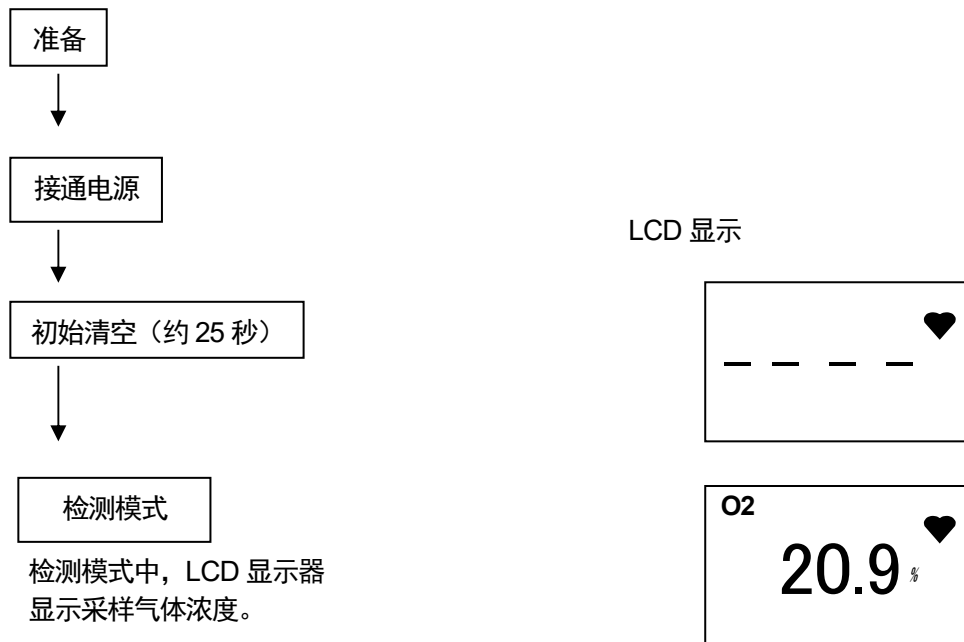 准备
接通电源
LCD 显示
初始清空（约 25 秒）
– – – –
检测模式
O2
20.9 %
检测模式中，LCD 显示器
显示采样气体浓度。